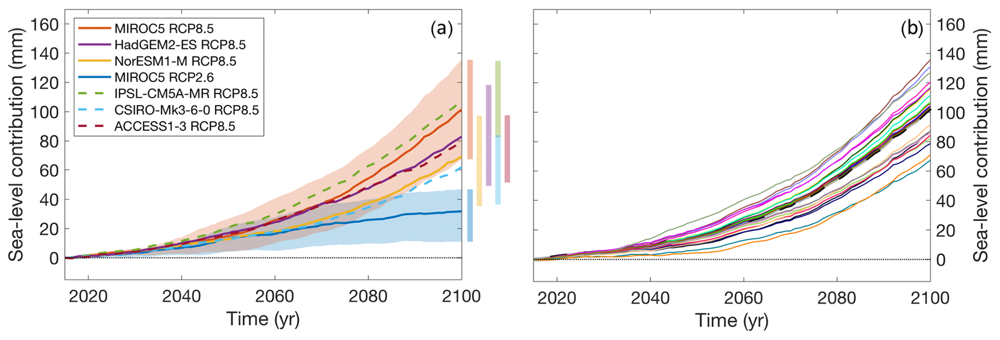 (a)
MIROC5 RCP8.5
HadGEM2-ES RCP8.5
NorESM1-M RCP8.5
MIROC5 RCP2.6
IPSL-CM5A-MR RCP8.5
CSIRO-Mk3-6-0 RCP8.5
ACCESS1-3 RCP8.5
Sea-level contribution (mm)
160
140
120
100
80
60
40
20
0
2020 2040 2060 2080 2100
Time (yr)
(b)
160
140
120
100
80
60
40
20
0
Sea-level contribution (mm)
2020 2040 2060 2080 2100
Time (yr)